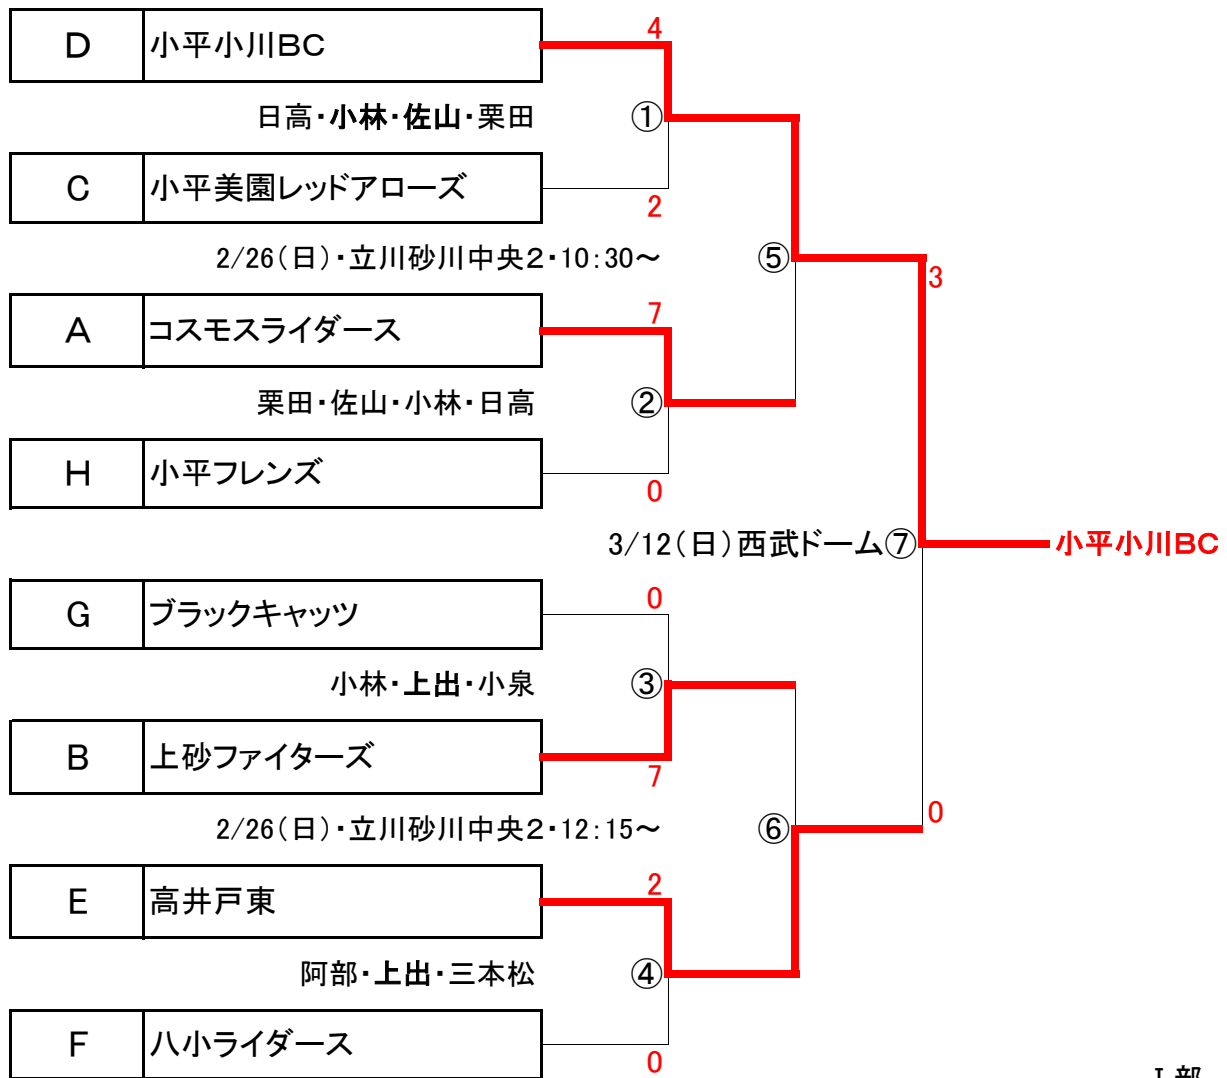 D 小平小川BC
4
日高・小林・佐山・栗田 ①
C 小平美園レッドアローズ
2
2/26(日)・立川砂川中央2・10:30～ ⑤
3
A コスモスライダース
7
栗田・佐山・小林・日高 ②
H 小平フレンズ
0
3/12(日)西武ドーム⑦ 小平小川BC
G ブラックキャッツ
0
小林・上出・小泉 ③
B 上砂ファイターズ
7
2/26(日)・立川砂川中央2・12:15～ ⑥
0
E 高井戸東
2
阿部・上出・三本松 ④
F 八小ライダース
0